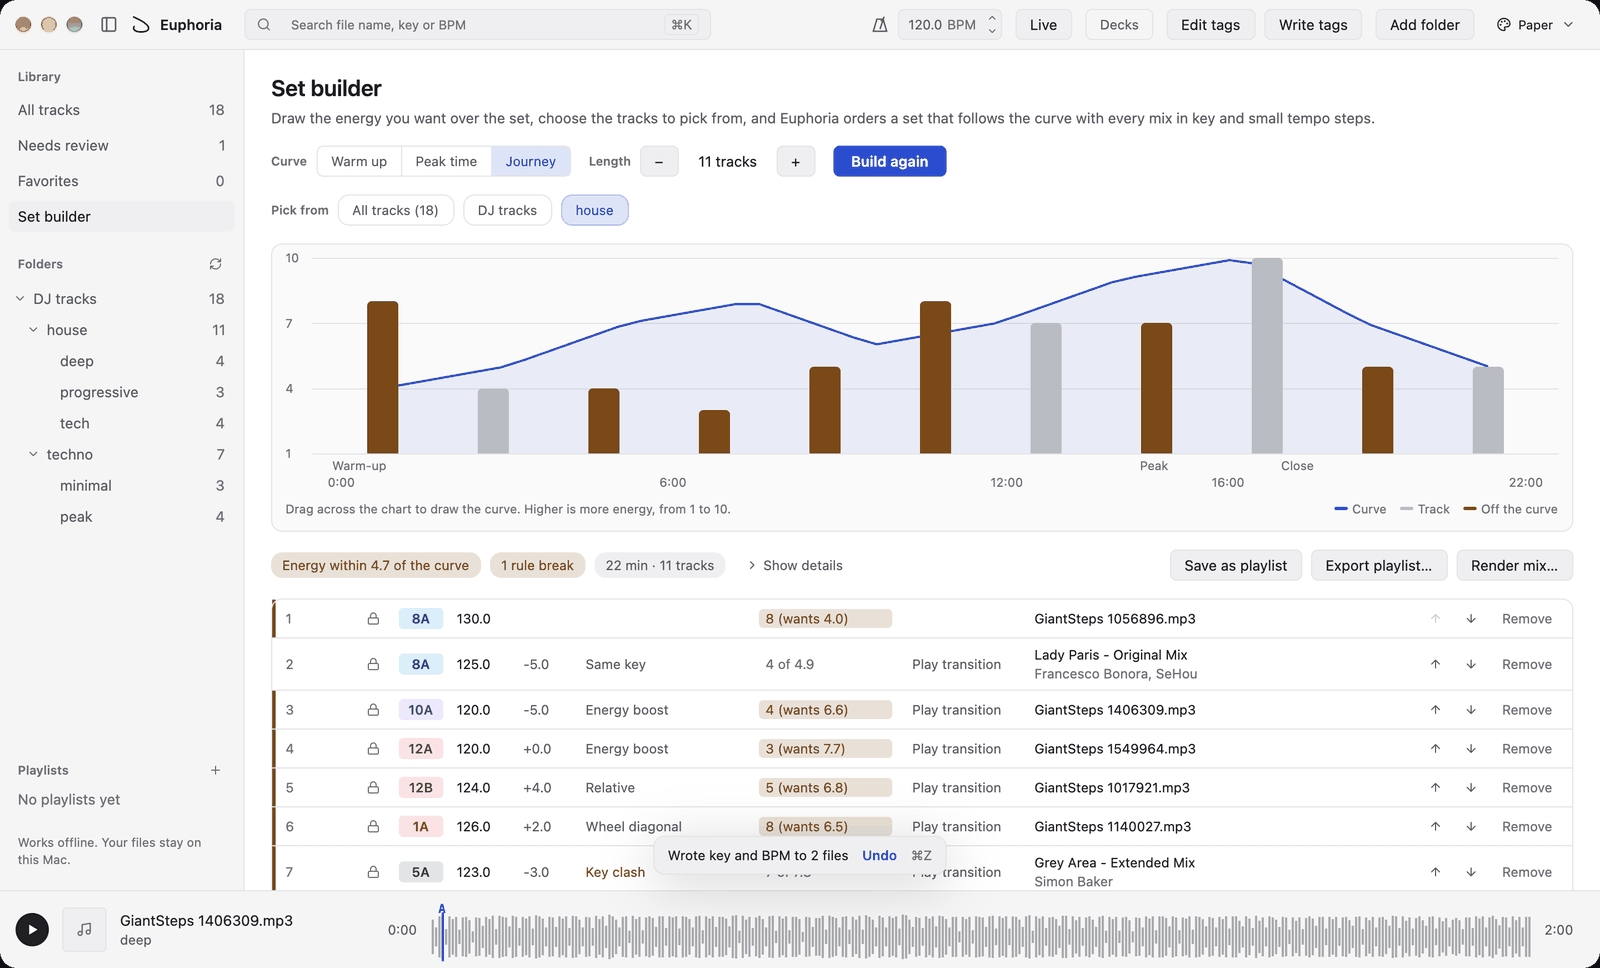 Euphoria
Search file name, key or BPM
⌘K
120.0 BPM
Live
Decks
Edit tags
Write tags
Add folder
Paper
Library
All tracks 18
Needs review 1
Favorites 0
Set builder
Folders
DJ tracks 18
house 11
deep 4
progressive 3
tech 4
techno 7
minimal 3
peak 4
Playlists +
No playlists yet
Works offline. Your files stay on
this Mac.
Set builder
Draw the energy you want over the set, choose the tracks to pick from, and Euphoria orders a set that follows the curve with every mix in key and small tempo steps.
Curve Warm up Peak time Journey Length – 11 tracks + Build again
Pick from All tracks (18) DJ tracks house
10
7
4
1
Warm-up Peak Close
0:00 6:00 12:00 16:00 22:00
Drag across the chart to draw the curve. Higher is more energy, from 1 to 10.
Curve Track Off the curve
Energy within 4.7 of the curve 1 rule break 22 min · 11 tracks Show details Save as playlist Export playlist... Render mix...
1 8A 130.0 8 (wants 4.0) GiantSteps 1056896.mp3 ↑ ↓ Remove
2 8A 125.0 -5.0 Same key 4 of 4.9 Play transition Lady Paris - Original Mix ↑ ↓ Remove
Francesco Bonora, SeHou
3 10A 120.0 -5.0 Energy boost 4 (wants 6.6) Play transition GiantSteps 1406309.mp3 ↑ ↓ Remove
4 12A 120.0 +0.0 Energy boost 3 (wants 7.7) Play transition GiantSteps 1549964.mp3 ↑ ↓ Remove
5 12B 124.0 +4.0 Relative 5 (wants 6.8) Play transition GiantSteps 1017921.mp3 ↑ ↓ Remove
6 1A 126.0 +2.0 Wheel diagonal 8 (wants 6.5) Play transition GiantSteps 1140027.mp3 ↑ ↓ Remove
7 5A 123.0 -3.0 Key clash transition Grey Area - Extended Mix ↑ ↓ Remove
Simon Baker
Wrote key and BPM to 2 files Undo ⌘Z
GiantSteps 1406309.mp3
deep
0:00
A
2:00